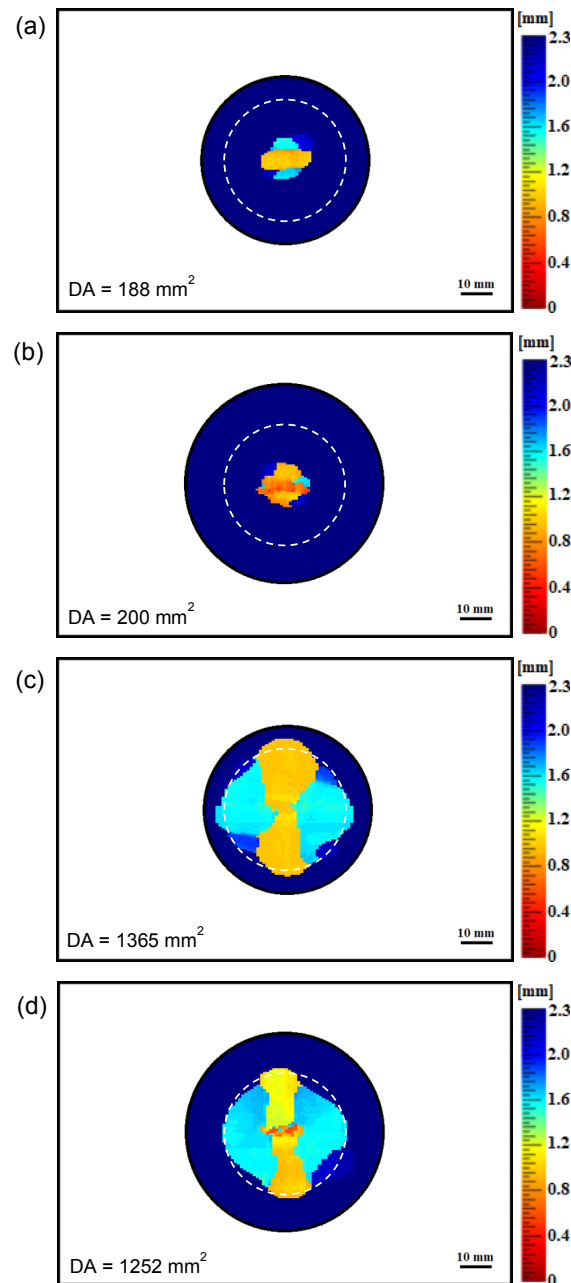 (a)
[mm]
2.3
2.0
1.6
1.2
0.8
0.4
0
DA = 188 mm²
10 mm
(b)
[mm]
2.3
2.0
1.6
1.2
0.8
0.4
0
DA = 200 mm²
10 mm
(c)
[mm]
2.3
2.0
1.6
1.2
0.8
0.4
0
DA = 1365 mm²
10 mm
(d)
[mm]
2.3
2.0
1.6
1.2
0.8
0.4
0
DA = 1252 mm²
10 mm